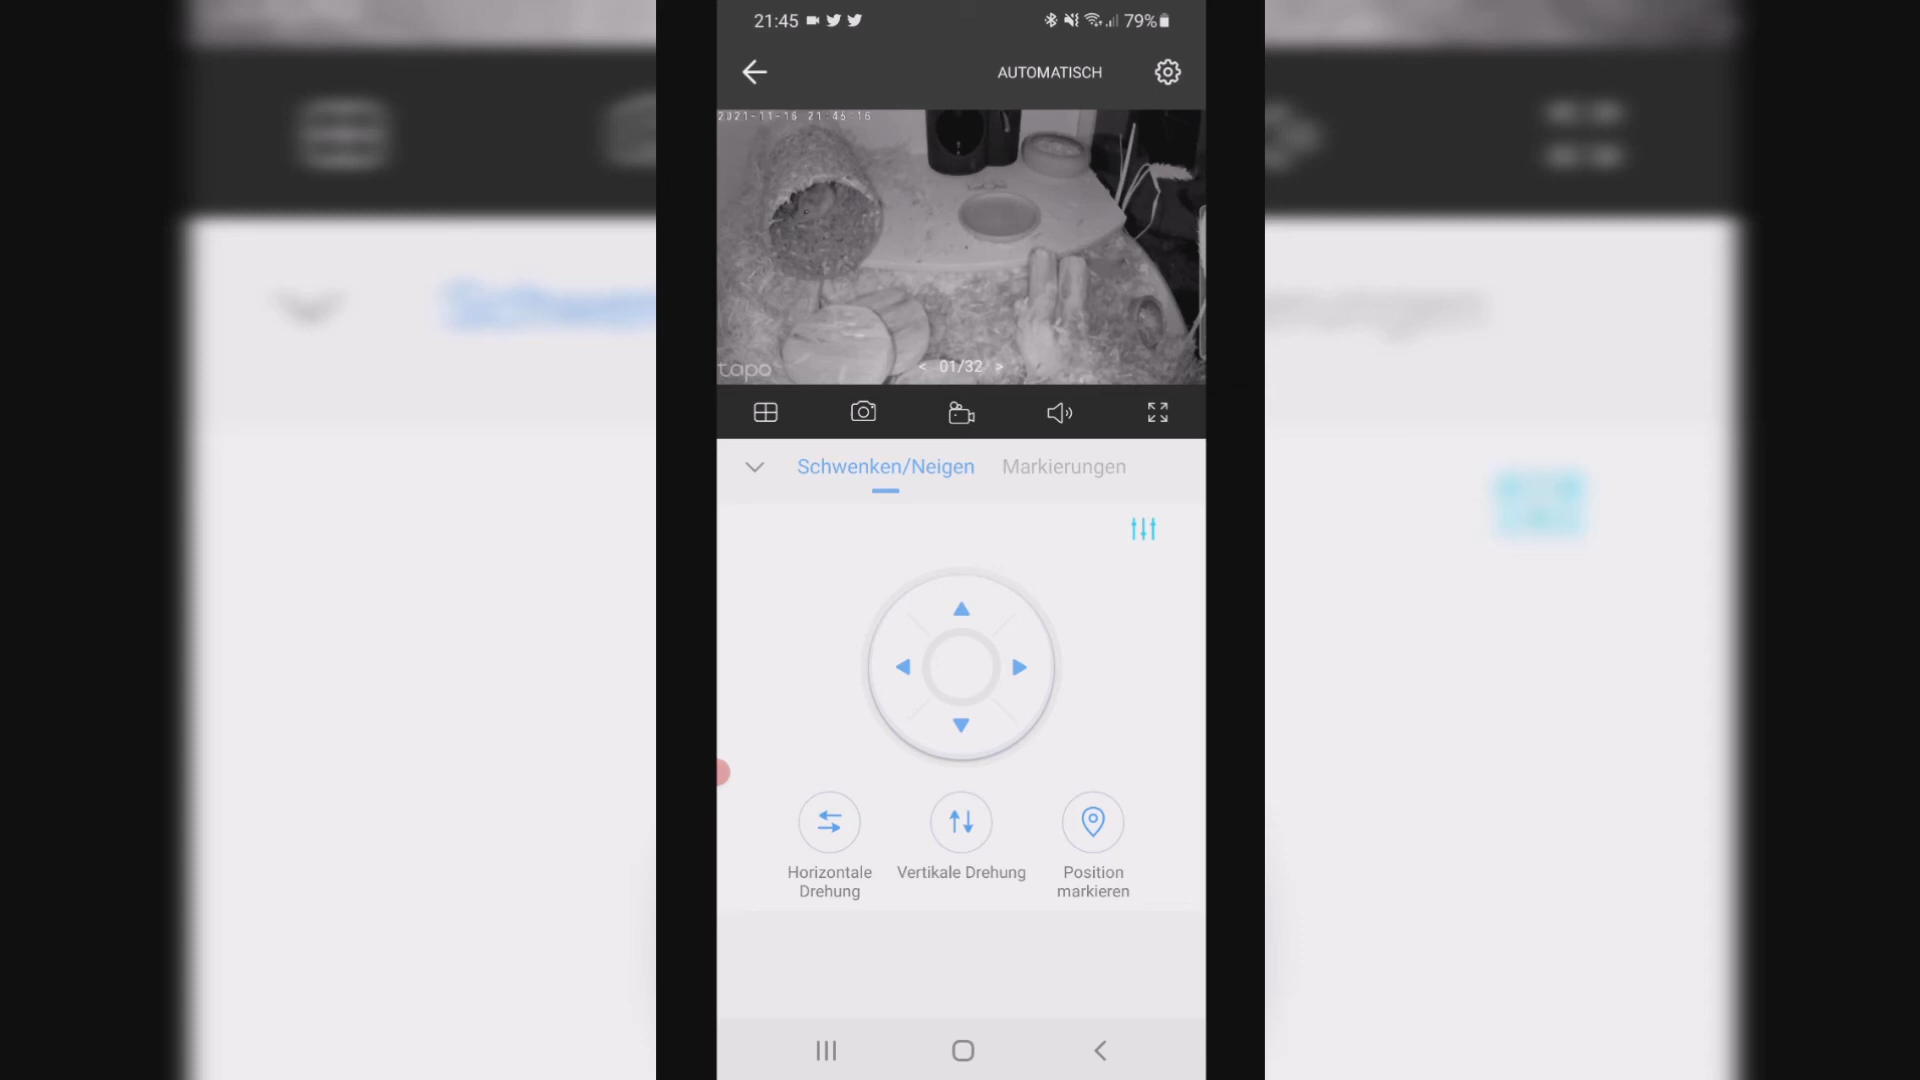 21:45
79%
AUTOMATISCH
2021-11-16 21:46:16
tapo
< 01/32 >
Schwenken/Neigen
Markierungen
Horizontale
Drehung
Vertikale Drehung
Position
markieren